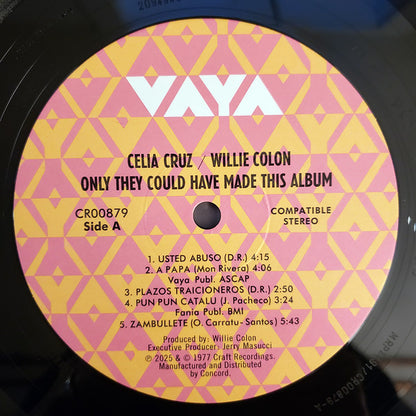 VAYA
CELIA CRUZ / WILLIE COLON
ONLY THEY COULD HAVE MADE THIS ALBUM
CR00879
Side A
COMPATIBLE
STEREO
1. USTED ABUSO (D.R.) 4:15
2. A PAPA (Mon Rivera) 4:06
Vaya Publ. ASCAP
3. PLAZOS TRAICIONEROS (D.R.) 2:50
4. PUN PUN CATALU (J. Pacheco) 3:24
Fania Publ. BMI
5. ZAMBULLETE (O. Carratu-Santos) 5:43
Produced by: Willie Colon
Executive Producer: Jerry Masucci
℗ 2025 & © 1977 Craft Recordings.
Manufactured and Distributed
by Concord.